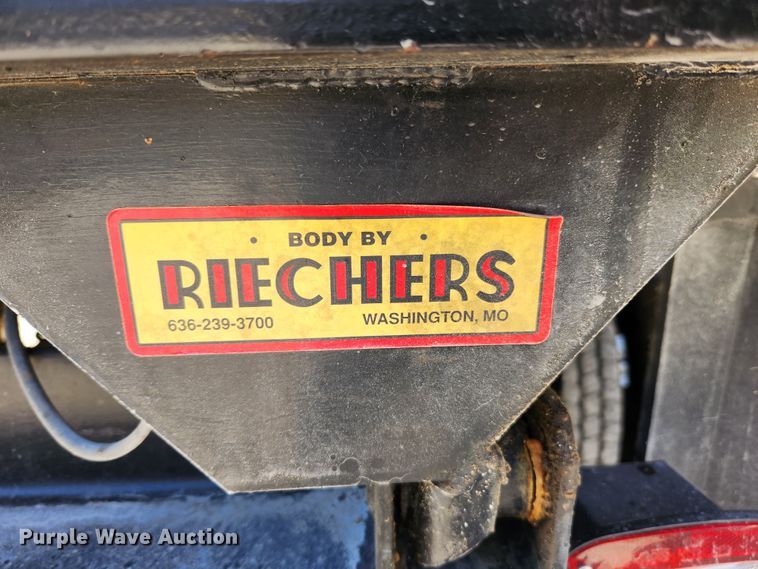 • BODY BY •
RIECHERS
636-239-3700 WASHINGTON, MO
Purple Wave Auction